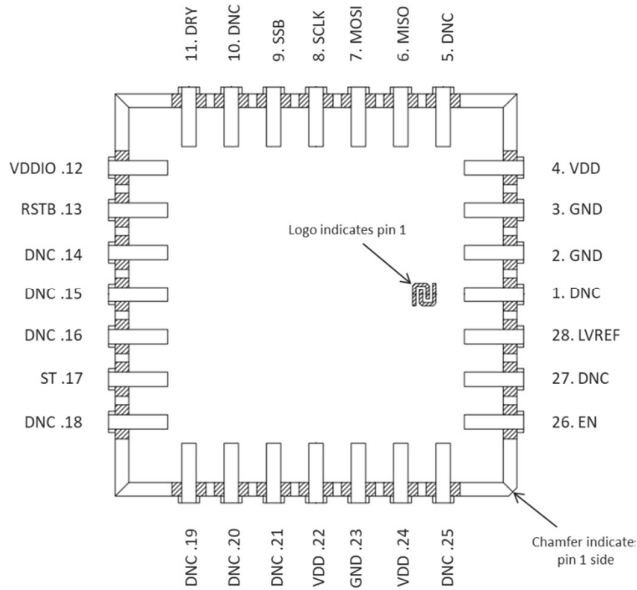 11. DRY
10. DNC
9. SSB
8. SCLK
7. MOSI
6. MISO
5. DNC
VDDIO .12
4. VDD
RSTB .13
3. GND
Logo indicates pin 1
DNC .14
2. GND
DNC .15
1. DNC
DNC .16
28. LVREF
ST .17
27. DNC
DNC .18
26. EN
DNC .19
DNC .20
DNC .21
VDD .22
GND .23
VDD .24
DNC .25
Chamfer indicate:
pin 1 side